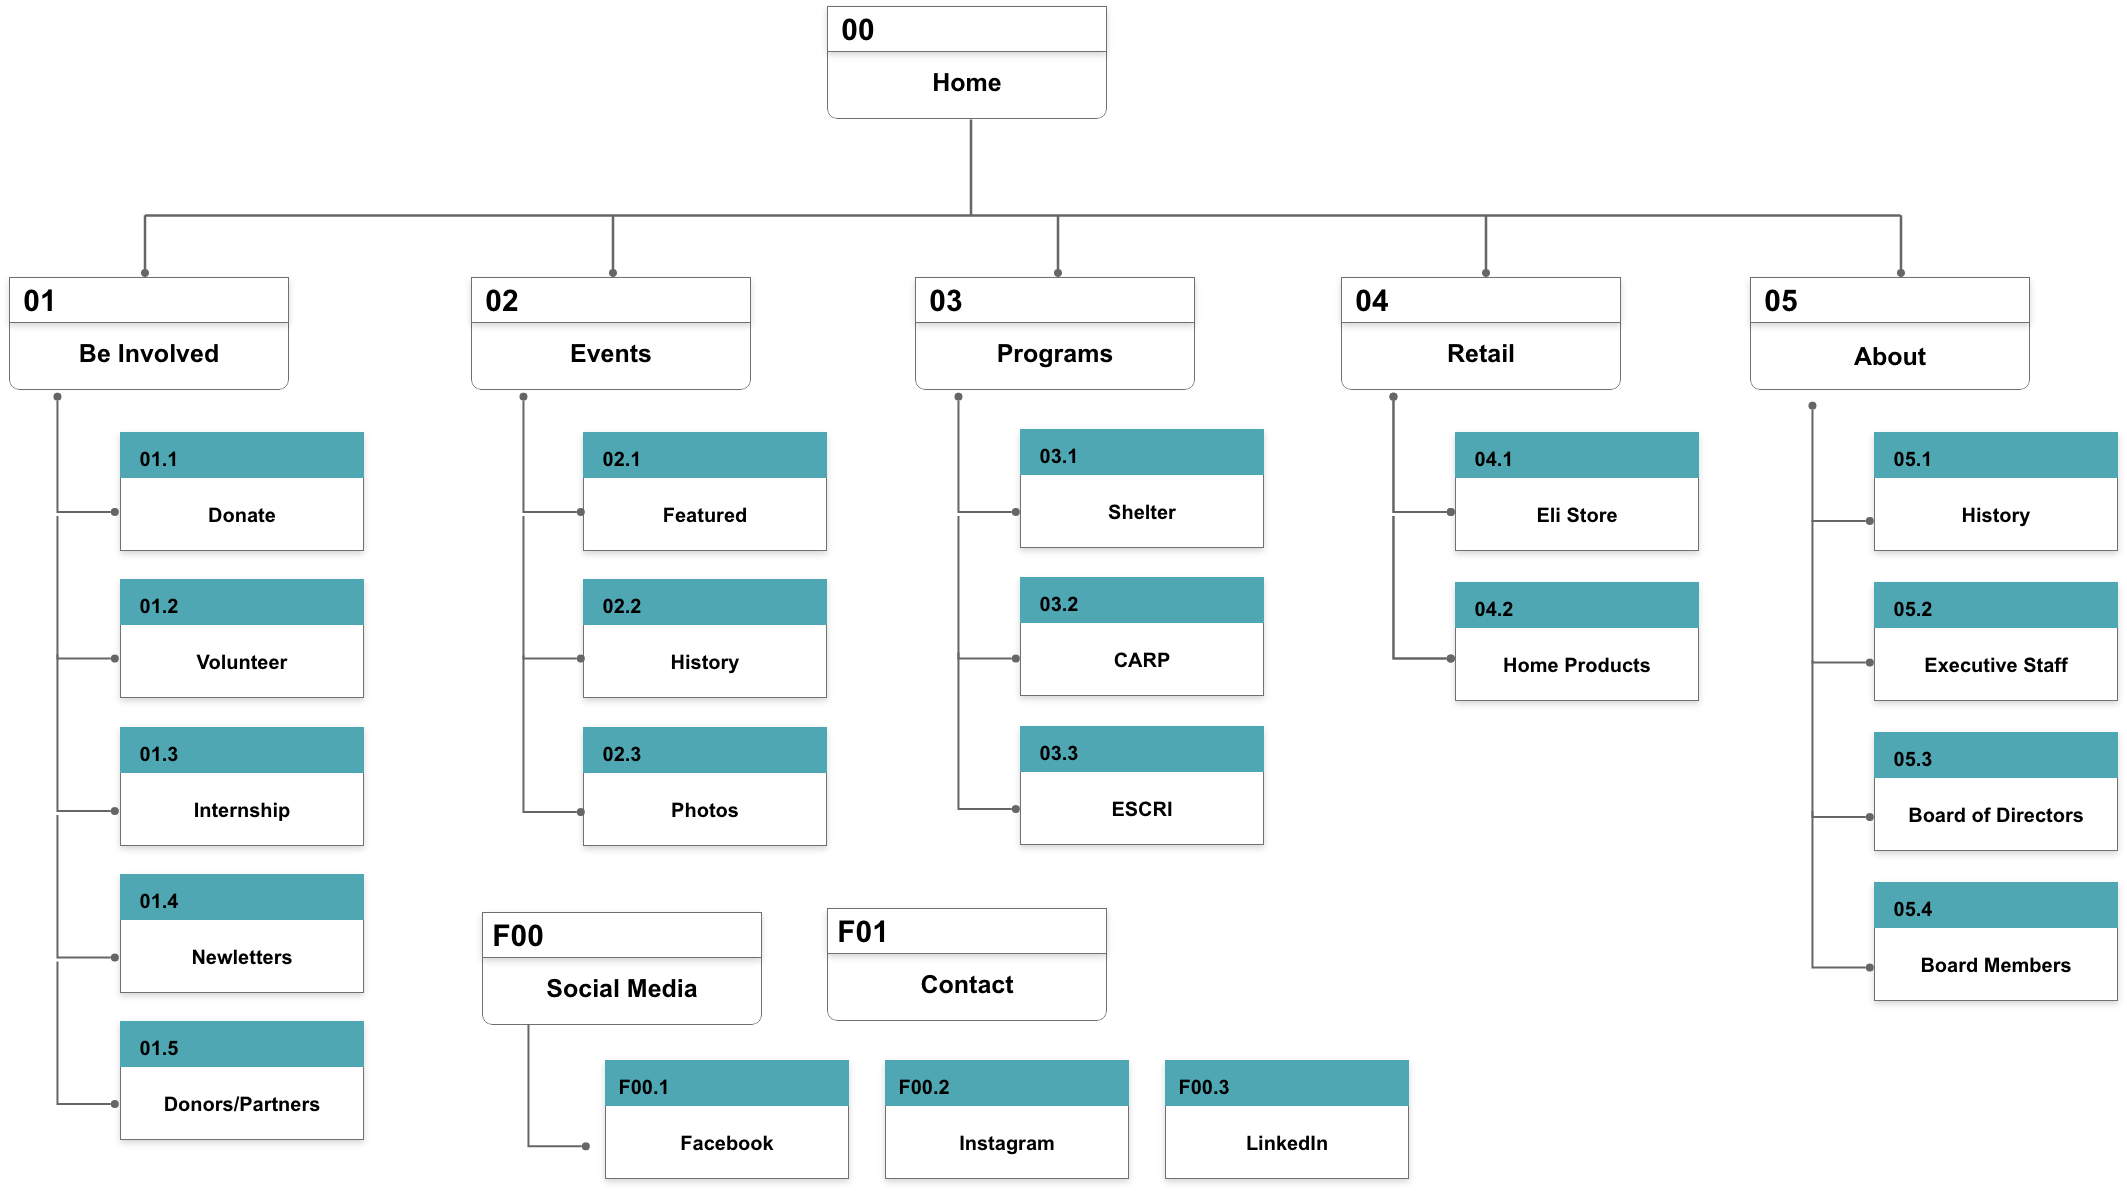 00
Home
01
Be Involved
01.1
Donate
01.2
Volunteer
01.3
Internship
01.4
Newletters
01.5
Donors/Partners
02
Events
02.1
Featured
02.2
History
02.3
Photos
03
Programs
03.1
Shelter
03.2
CARP
03.3
ESCRI
04
Retail
04.1
Eli Store
04.2
Home Products
05
About
05.1
History
05.2
Executive Staff
05.3
Board of Directors
05.4
Board Members
F00
Social Media
F00.1
Facebook
F00.2
Instagram
F00.3
LinkedIn
F01
Contact